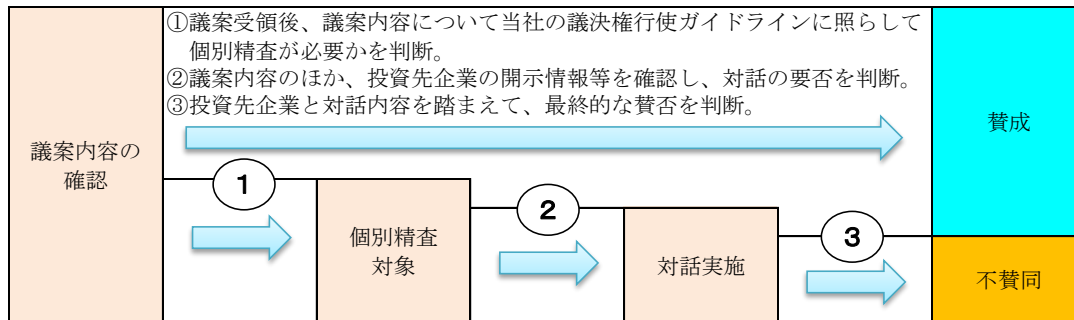 ①議案受領後、議案内容について当社の議決権行使ガイドラインに照らして
個別精査が必要かを判断。
②議案内容のほか、投資先企業の開示情報等を確認し、対話の要否を判断。
③投資先企業と対話内容を踏まえて、最終的な賛否を判断。
議案内容の
確認
賛成
1
2
3
個別精査
対象
対話実施
不賛同